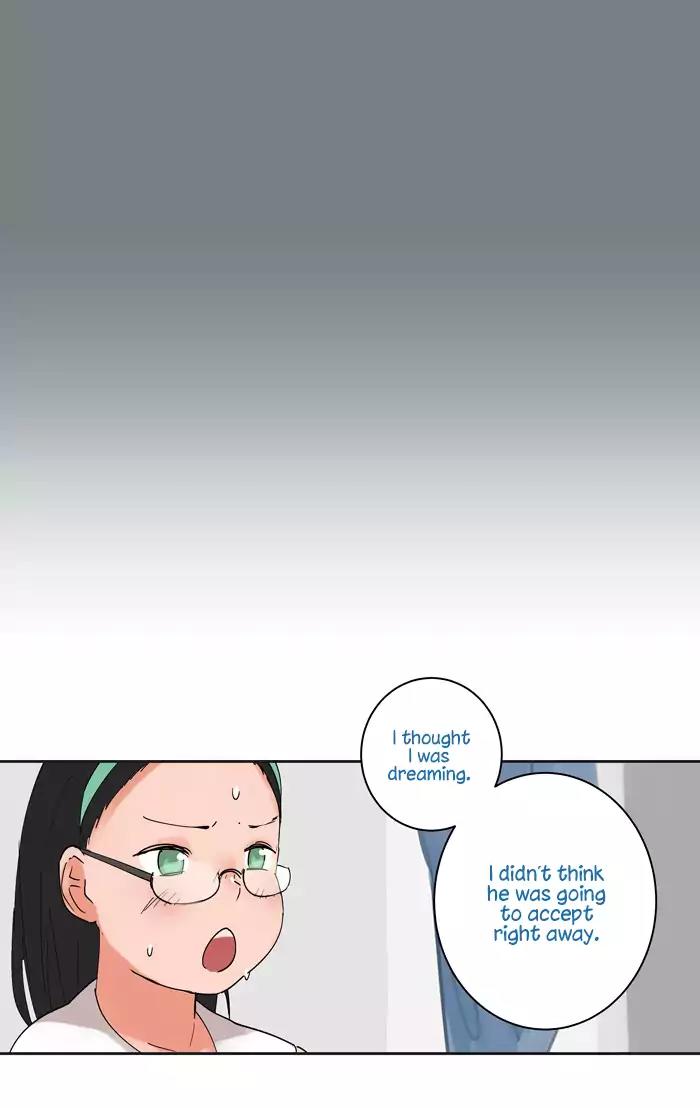 I thought
I was
dreaming.
I didn't think
he was going
to accept
right away.